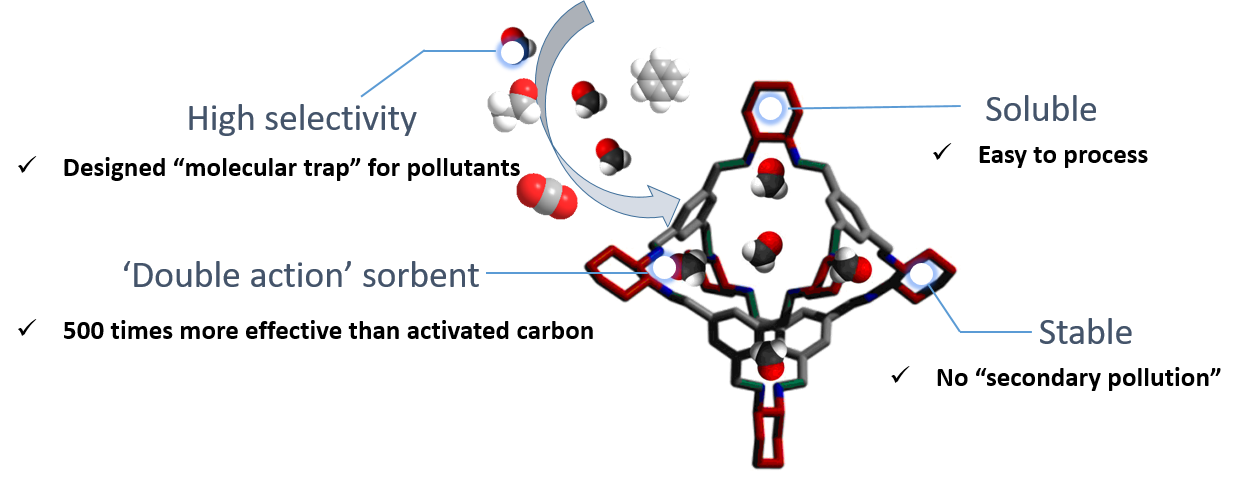 High selectivity
✓ Designed “molecular trap” for pollutants
‘Double action’ sorbent
✓ 500 times more effective than activated carbon
Soluble
✓ Easy to process
Stable
✓ No “secondary pollution”